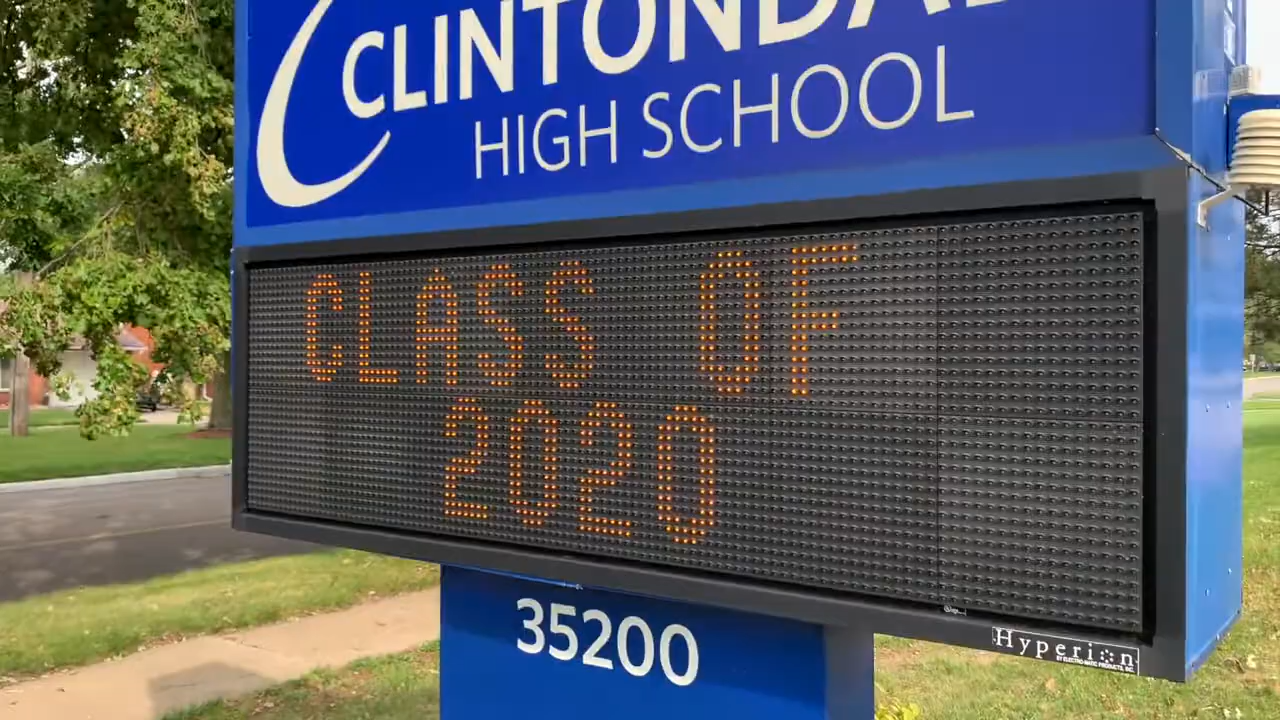 CLINTONDALE
HIGH SCHOOL
CLASS OF
2020
35200
Hyperion
BY ELECTRO-MATIC PRODUCTS, INC.